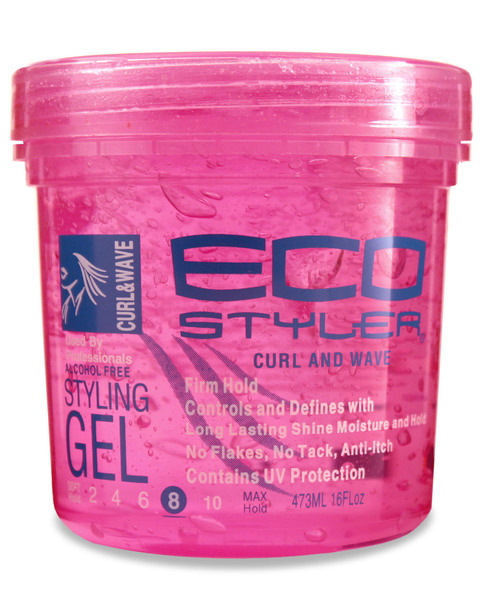 CURL&WAVE
Used By
Professionals
ALCOHOL FREE
STYLING
GEL
SOFT
Hold 2 4 6 8 10 MAX
Hold
ECO
STYLER®
CURL AND WAVE
Firm Hold
Controls and Defines with
Long Lasting Shine Moisture and Hold
No Flakes, No Tack, Anti-Itch
Contains UV Protection
473ML 16FLoz